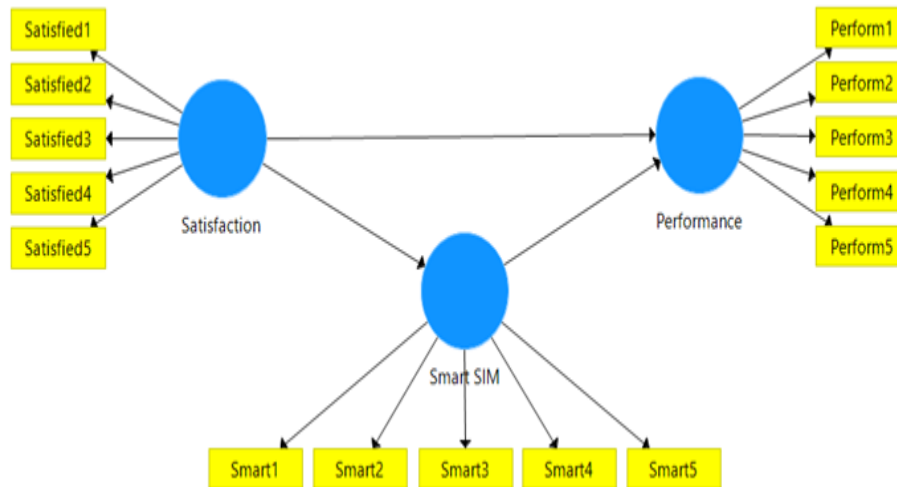 Satisfied1
Satisfied2
Satisfied3
Satisfied4
Satisfied5
Satisfaction
Perform1
Perform2
Perform3
Perform4
Perform5
Performance
Smart SIM
Smart1
Smart2
Smart3
Smart4
Smart5